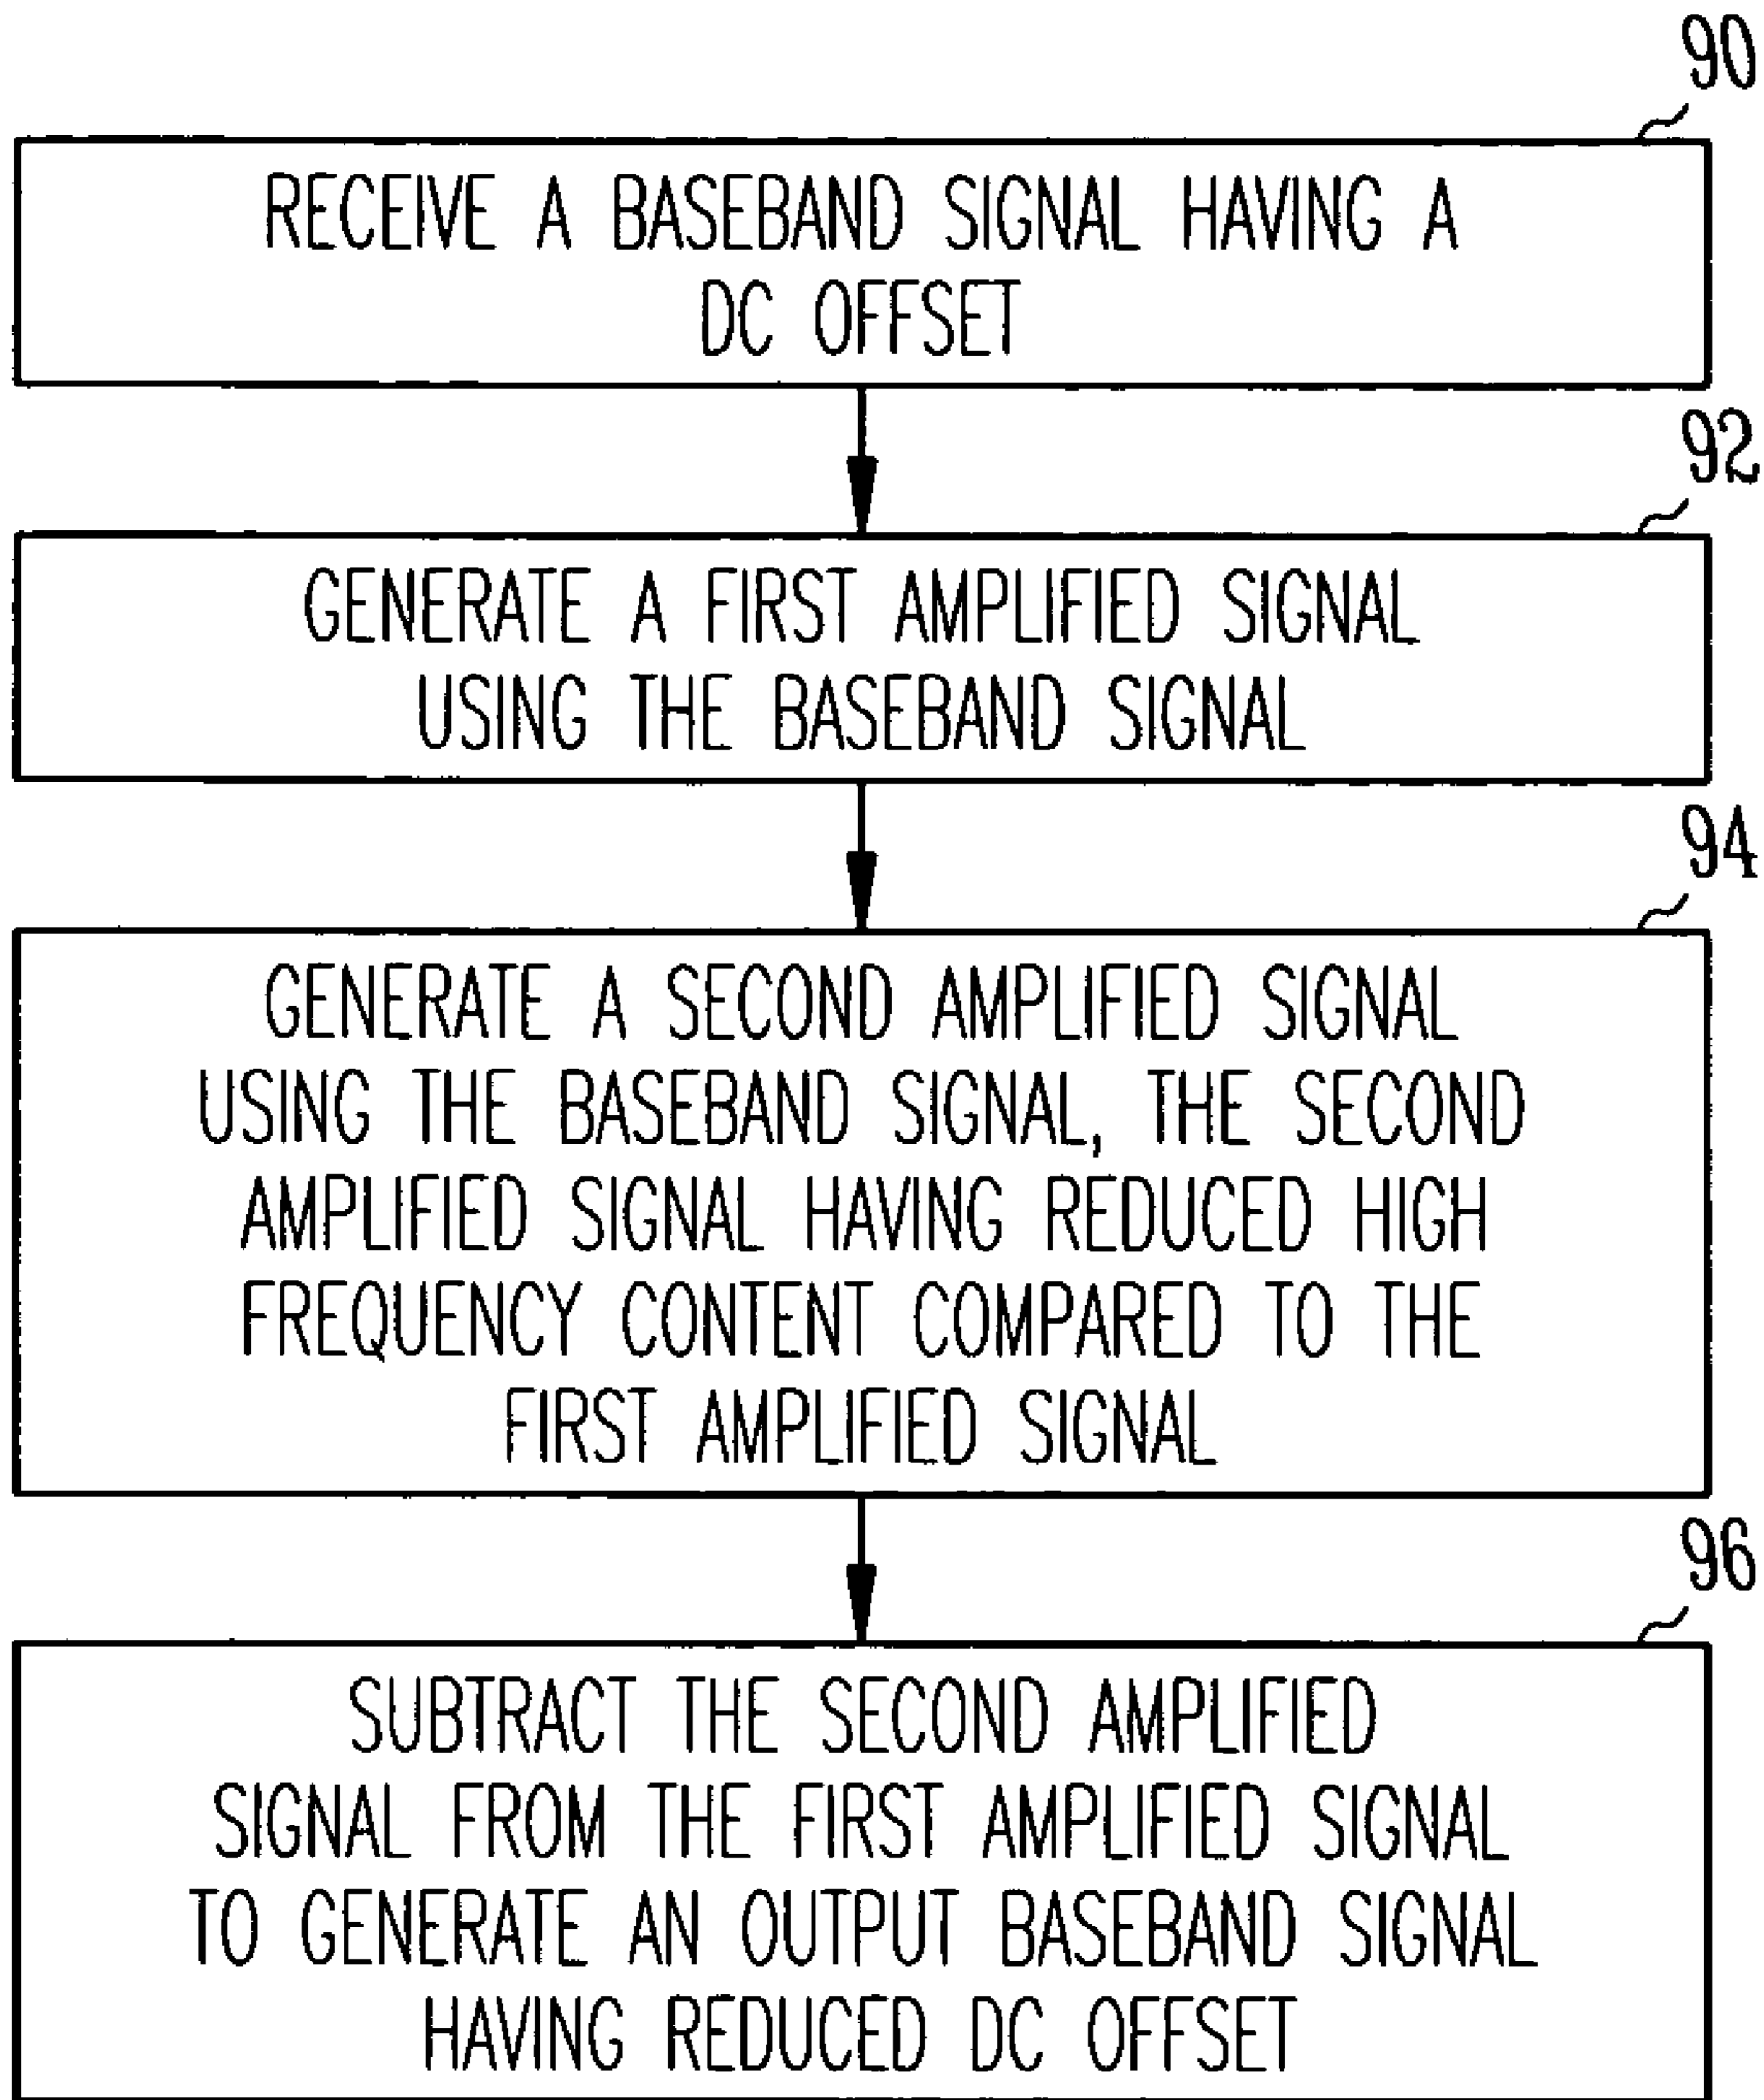 90
RECEIVE A BASEBAND SIGNAL HAVING A
DC OFFSET
92
GENERATE A FIRST AMPLIFIED SIGNAL
USING THE BASEBAND SIGNAL
94
GENERATE A SECOND AMPLIFIED SIGNAL
USING THE BASEBAND SIGNAL, THE SECOND
AMPLIFIED SIGNAL HAVING REDUCED HIGH
FREQUENCY CONTENT COMPARED TO THE
FIRST AMPLIFIED SIGNAL
96
SUBTRACT THE SECOND AMPLIFIED
SIGNAL FROM THE FIRST AMPLIFIED SIGNAL
TO GENERATE AN OUTPUT BASEBAND SIGNAL
HAVING REDUCED DC OFFSET